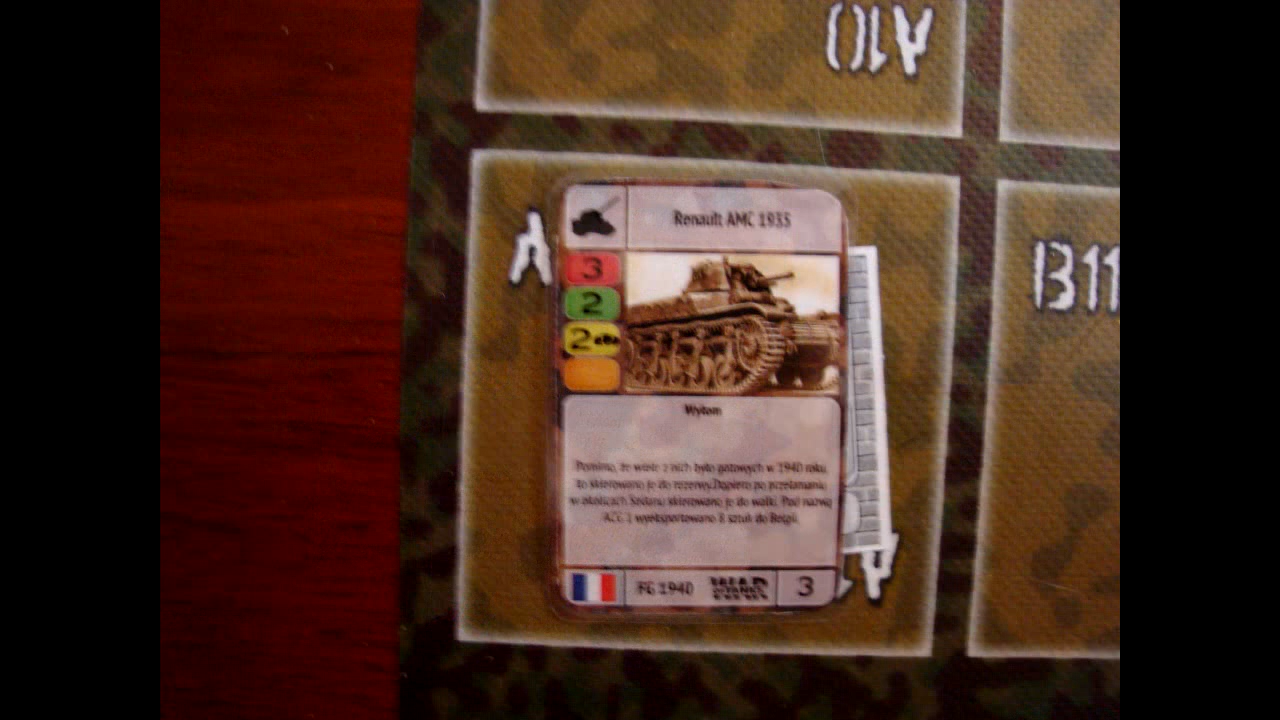 A10
A
B11
Renault AMC 1935
3
2
2
Wyłom
Pomimo, że wiele z nich było gotowych w 1940 roku
to skierowano je do rezerwy. Dopiero po przełamaniu
w okolicach Sedanu skierowano je do walki. Pod nazwą
ACG 1 wyeksportowano 8 sztuk do Belgii.
FG 1940
WAR
3